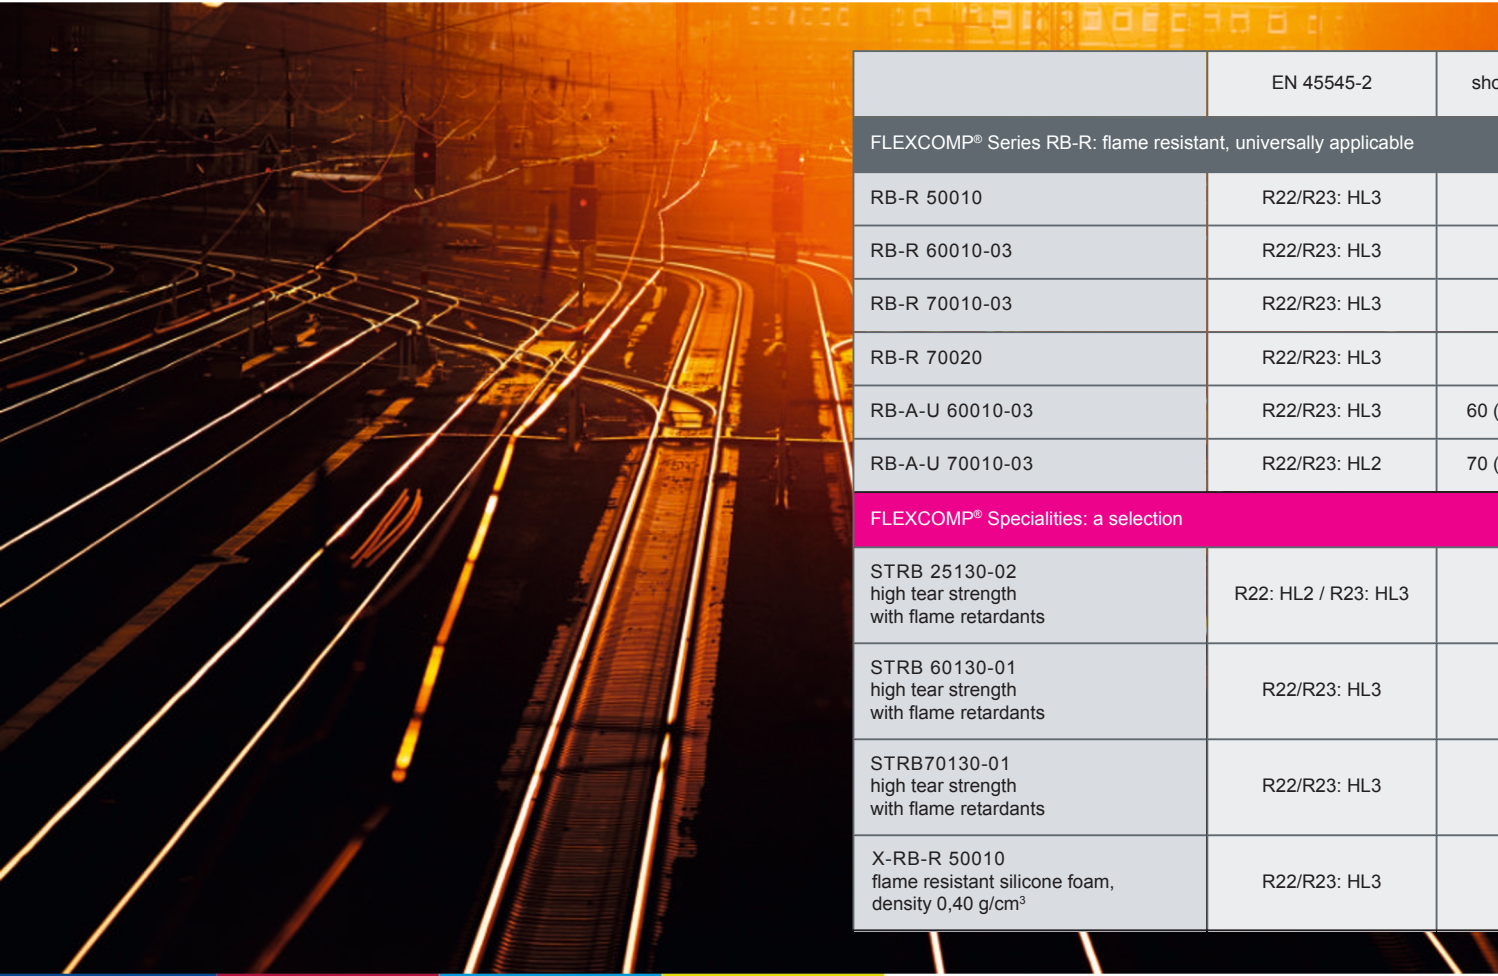 EN 45545-2
FLEXCOMP® Series RB-R: flame resistant, universally applicable
RB-R 50010 R22/R23: HL3
RB-R 60010-03 R22/R23: HL3
RB-R 70010-03 R22/R23: HL3
RB-R 70020 R22/R23: HL3
RB-A-U 60010-03 R22/R23: HL3 60 (
RB-A-U 70010-03 R22/R23: HL2 70 (
FLEXCOMP® Specialities: a selection
STRB 25130-02
high tear strength
with flame retardants
R22: HL2 / R23: HL3
STRB 60130-01
high tear strength
with flame retardants
R22/R23: HL3
STRB70130-01
high tear strength
with flame retardants
R22/R23: HL3
X-RB-R 50010
flame resistant silicone foam,
density 0,40 g/cm³
R22/R23: HL3